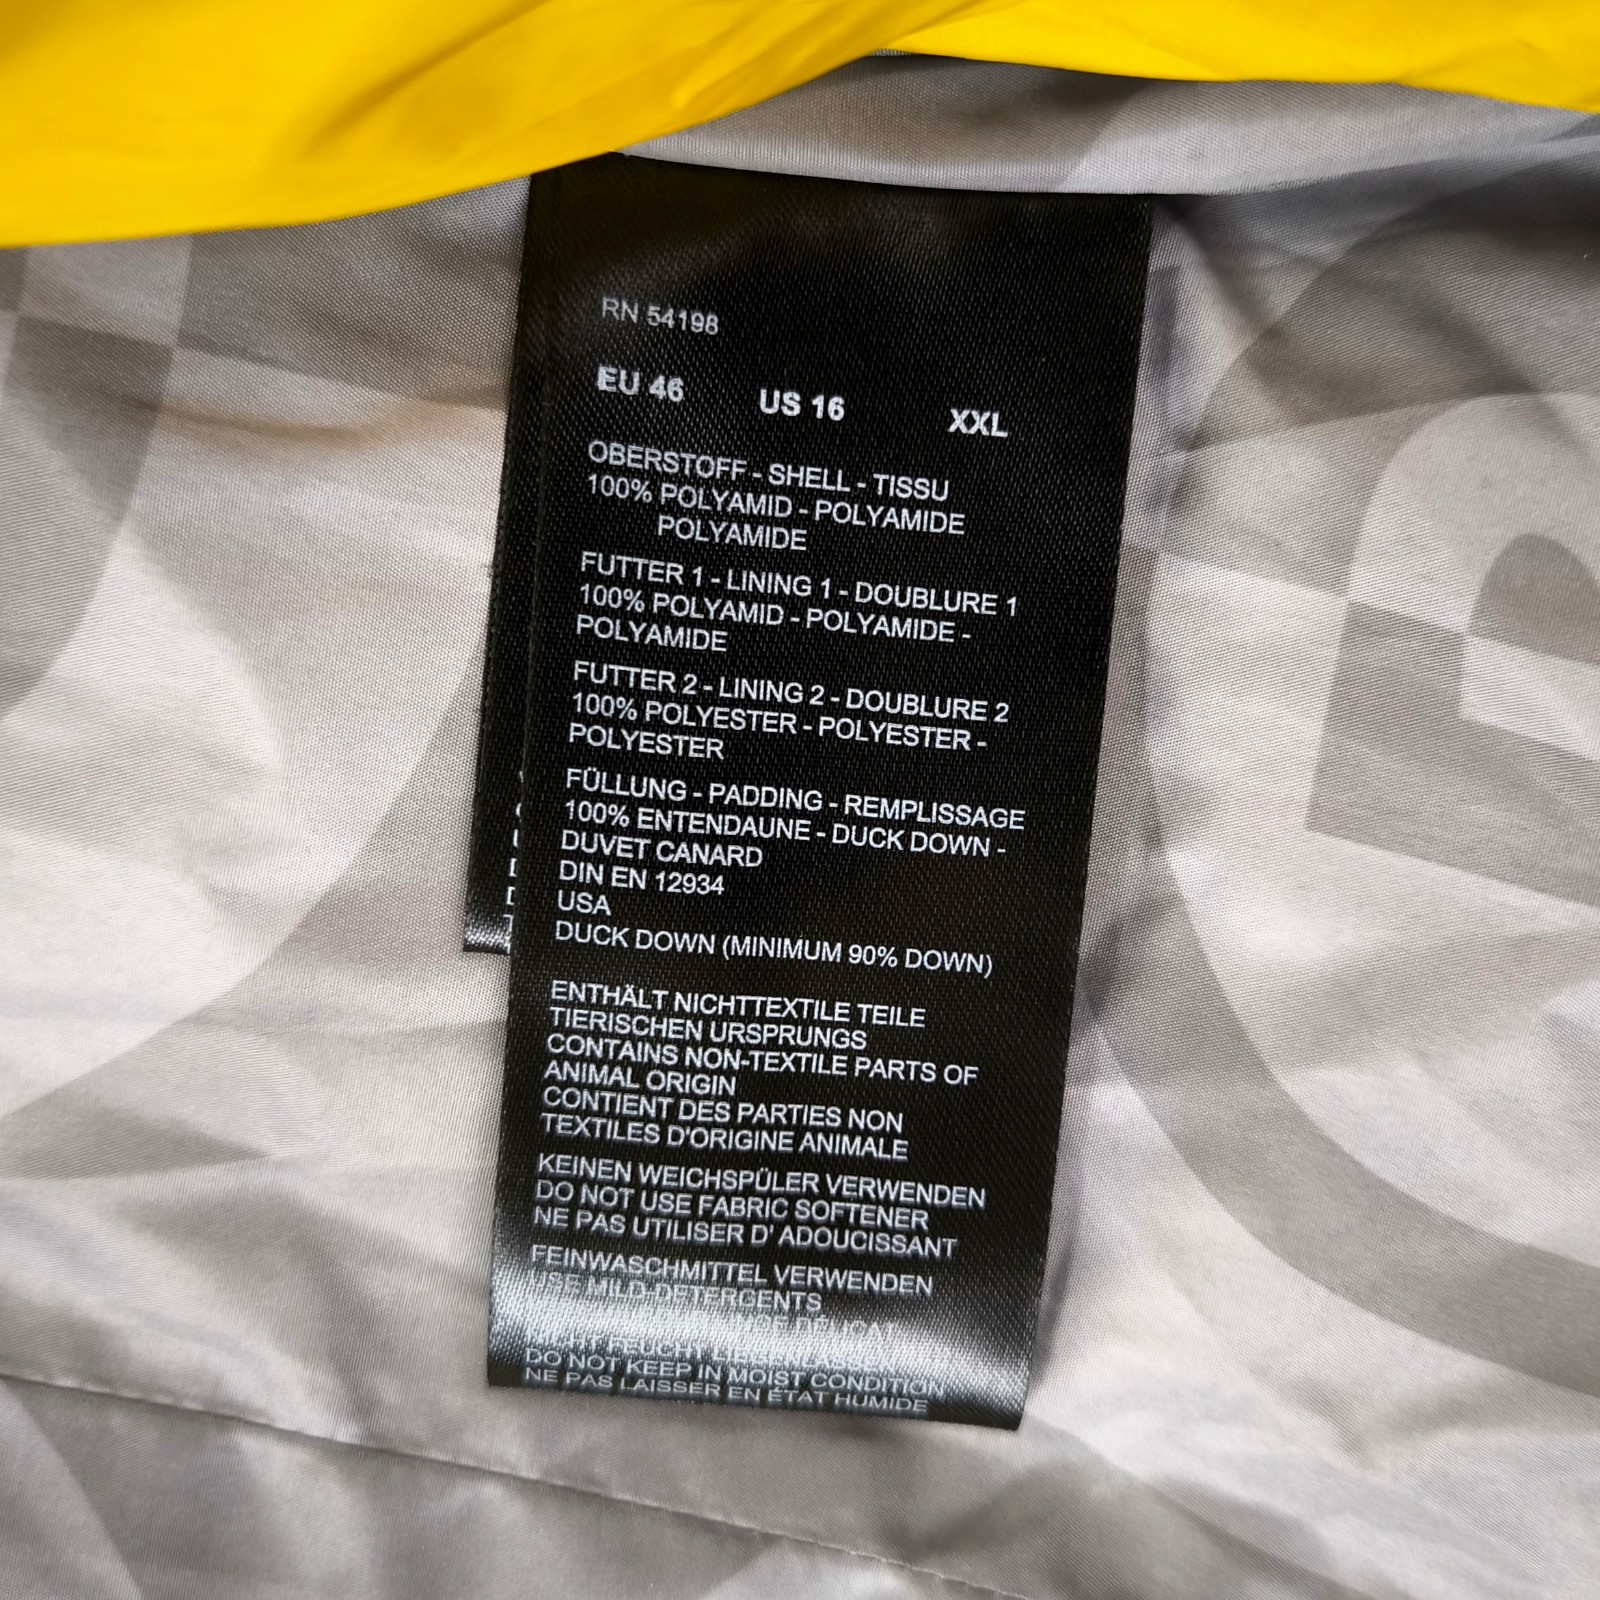 RN 54198
EU 46 US 16 XXL
OBERSTOFF - SHELL - TISSU
100% POLYAMID - POLYAMIDE
POLYAMIDE
FUTTER 1 - LINING 1 - DOUBLURE 1
100% POLYAMID - POLYAMIDE -
POLYAMIDE
FUTTER 2 - LINING 2 - DOUBLURE 2
100% POLYESTER - POLYESTER -
POLYESTER
FÜLLUNG - PADDING - REMPLISSAGE
100% ENTENDAUNE - DUCK DOWN -
DUVET CANARD
DIN EN 12934
USA
DUCK DOWN (MINIMUM 90% DOWN)
ENTHÄLT NICHTTEXTILE TEILE
TIERISCHEN URSPRUNGS
CONTAINS NON-TEXTILE PARTS OF
ANIMAL ORIGIN
CONTIENT DES PARTIES NON
TEXTILES D'ORIGINE ANIMALE
KEINEN WEICHSPÜLER VERWENDEN
DO NOT USE FABRIC SOFTENER
NE PAS UTILISER D' ADOUCISSANT
FEINWASCHMITTEL VERWENDEN
USE MILD DETERGENTS
NICHT FEUCHT
DO NOT KEEP IN MOIST CONDITION
NE PAS LAISSER EN ÉTAT HUMIDE